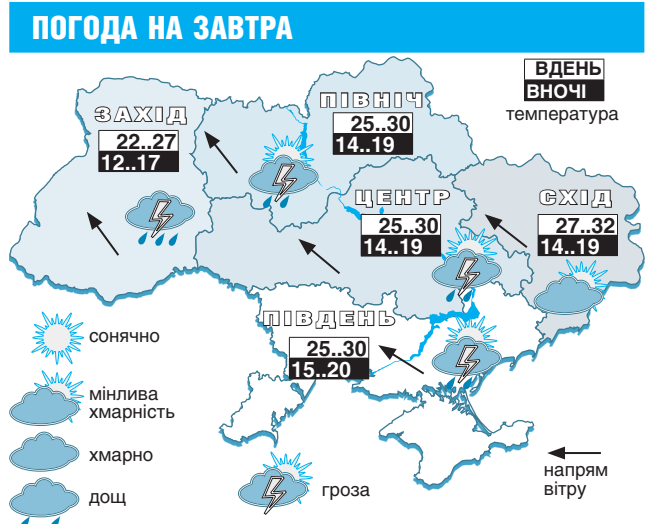 ПОГОДА НА ЗАВТРА
ВДЕНЬ
ВНОЧІ
температура
ЗАХІД
22..27
12..17
ПІВНІЧ
25..30
14..19
ЦЕНТР
25..30
14..19
СХІД
27..32
14..19
ПІВДЕНЬ
25..30
15..20
сонячно
мінлива
хмарність
хмарно
дощ
гроза
напрям
вітру